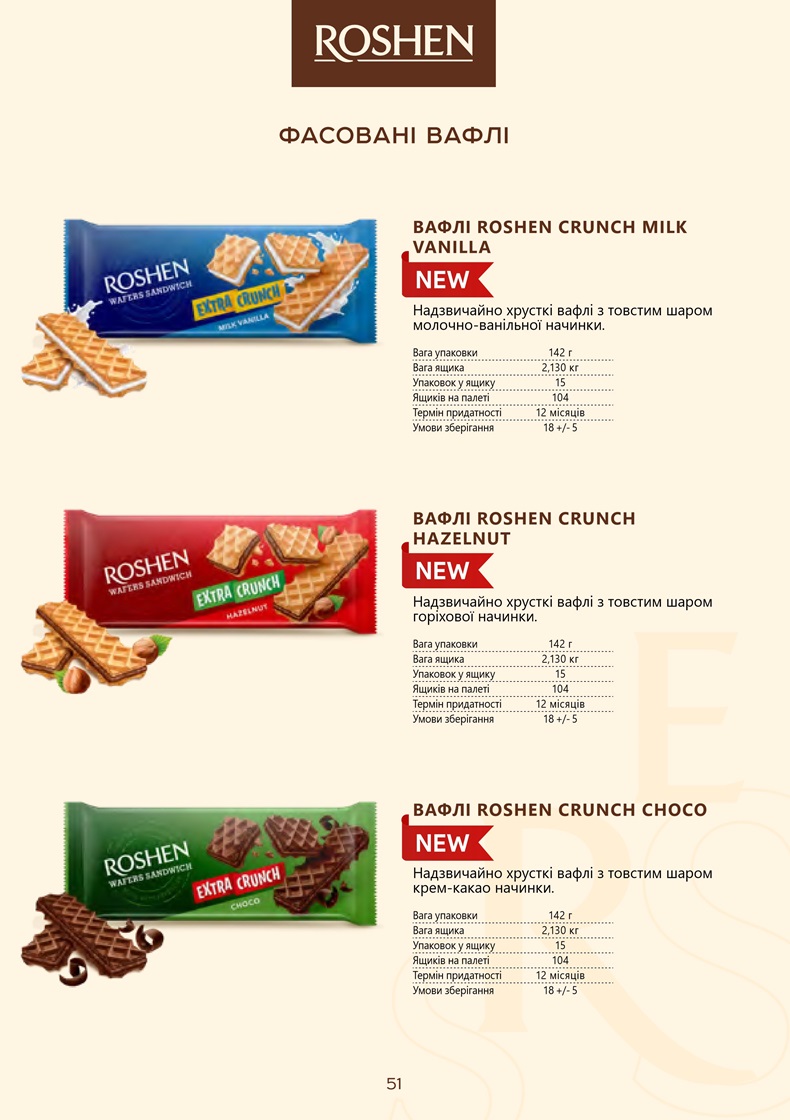 ROSHEN
ФАСОВАНІ ВАФЛІ
ROSHEN
WAFERS SANDWICH
EXTRA CRUNCH
MILK VANILLA
ВАФЛІ ROSHEN CRUNCH MILK
VANILLA
NEW
Надзвичайно хрусткі вафлі з товстим шаром
молочно-ванільної начинки.
Вага упаковки 142 г
Вага ящика 2,130 кг
Упаковок у ящику 15
Ящиків на палеті 104
Термін придатності 12 місяців
Умови зберігання 18 +/- 5
ROSHEN
WAFERS SANDWICH
EXTRA CRUNCH
HAZELNUT
ВАФЛІ ROSHEN CRUNCH
HAZELNUT
NEW
Надзвичайно хрусткі вафлі з товстим шаром
горіхової начинки.
Вага упаковки 142 г
Вага ящика 2,130 кг
Упаковок у ящику 15
Ящиків на палеті 104
Термін придатності 12 місяців
Умови зберігання 18 +/- 5
ROSHEN
WAFERS SANDWICH
EXTRA CRUNCH
CHOCO
ВАФЛІ ROSHEN CRUNCH CHOCO
NEW
Надзвичайно хрусткі вафлі з товстим шаром
крем-какао начинки.
Вага упаковки 142 г
Вага ящика 2,130 кг
Упаковок у ящику 15
Ящиків на палеті 104
Термін придатності 12 місяців
Умови зберігання 18 +/- 5
51